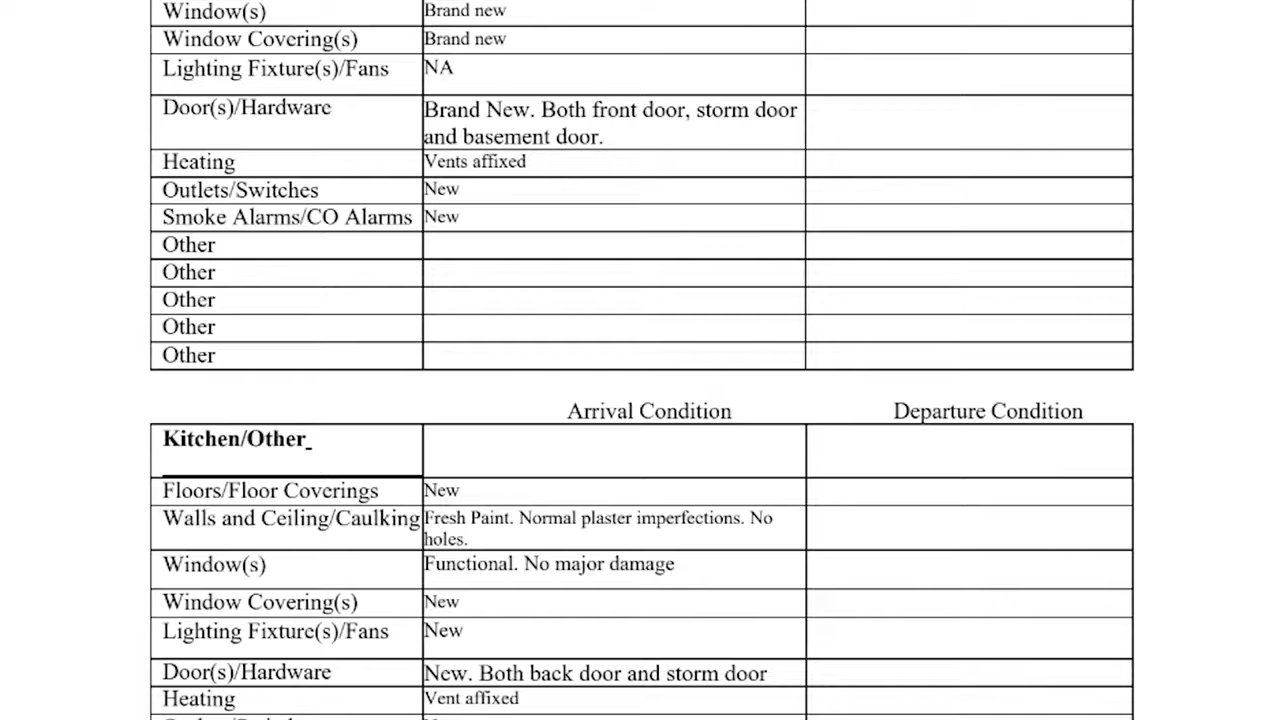 Window(s) Brand new
Window Covering(s) Brand new
Lighting Fixture(s)/Fans NA
Door(s)/Hardware Brand New. Both front door, storm door
and basement door.
Heating Vents affixed
Outlets/Switches New
Smoke Alarms/CO Alarms New
Other
Other
Other
Other
Other
Arrival Condition Departure Condition
Kitchen/Other_
Floors/Floor Coverings New
Walls and Ceiling/Caulking Fresh Paint. Normal plaster imperfections. No
holes.
Window(s) Functional. No major damage
Window Covering(s) New
Lighting Fixture(s)/Fans New
Door(s)/Hardware New. Both back door and storm door
Heating Vent affixed